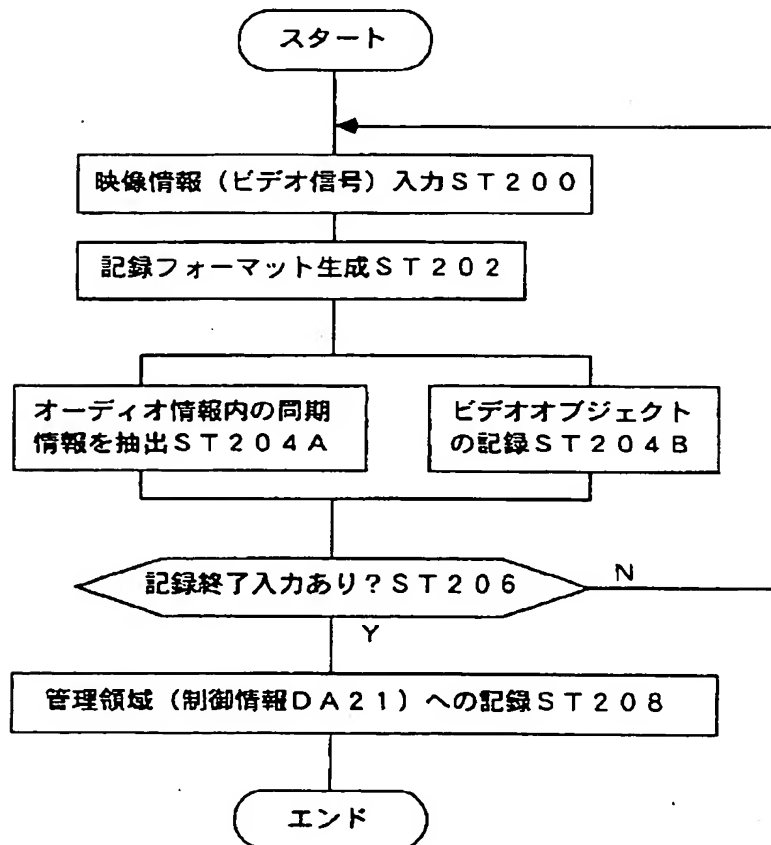 スタート
映像情報（ビデオ信号）入力ＳＴ２００
記録フォーマット生成ＳＴ２０２
オーディオ情報内の同期
情報を抽出ＳＴ２０４Ａ
ビデオオブジェクト
の記録ＳＴ２０４Ｂ
記録終了入力あり？ＳＴ２０６
N
Y
管理領域（制御情報ＤＡ２１）への記録ＳＴ２０８
エンド